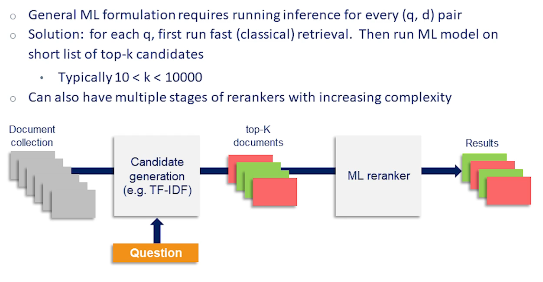 General ML formulation requires running inference for every (q, d) pair
Solution: for each q, first run fast (classical) retrieval. Then run ML model on
short list of top-k candidates
Typically 10 < k < 10000
Can also have multiple stages of rerankers with increasing complexity
Document
collection
Candidate
generation
(e.g. TF-IDF)
top-K
documents
ML reranker
Results
Question